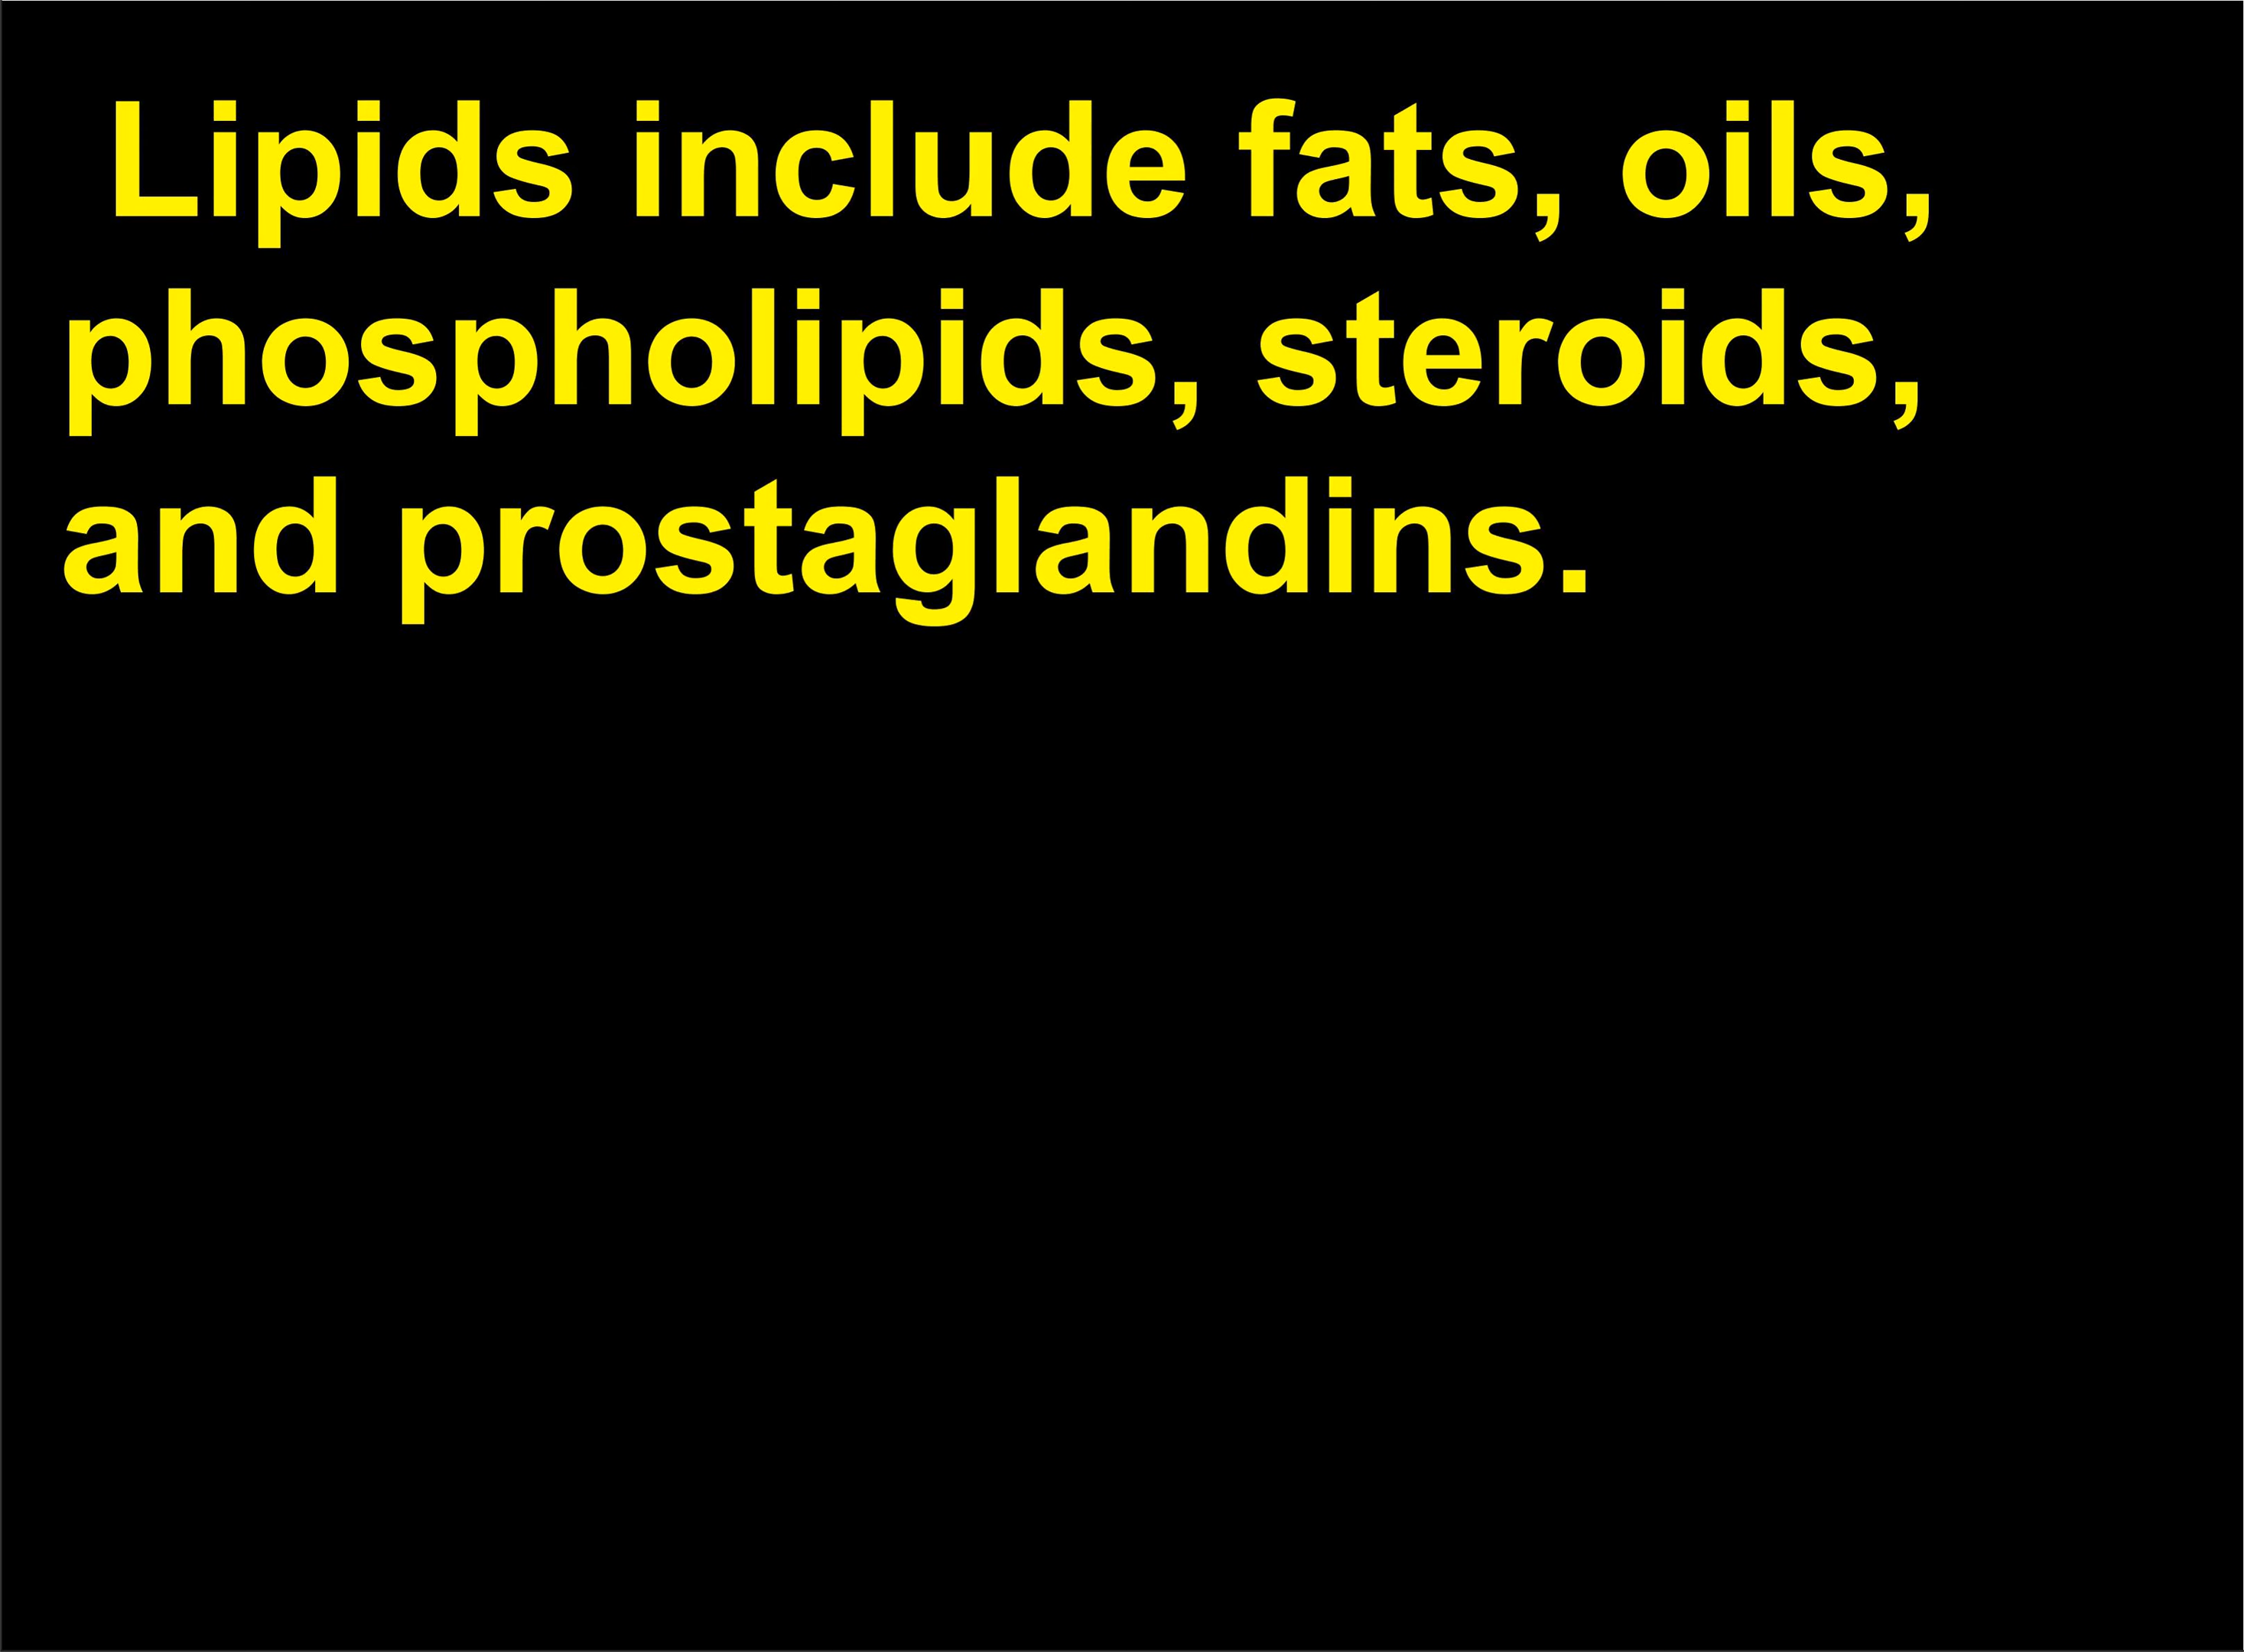 Lipids include fats, oils,
phospholipids, steroids,
and prostaglandins.